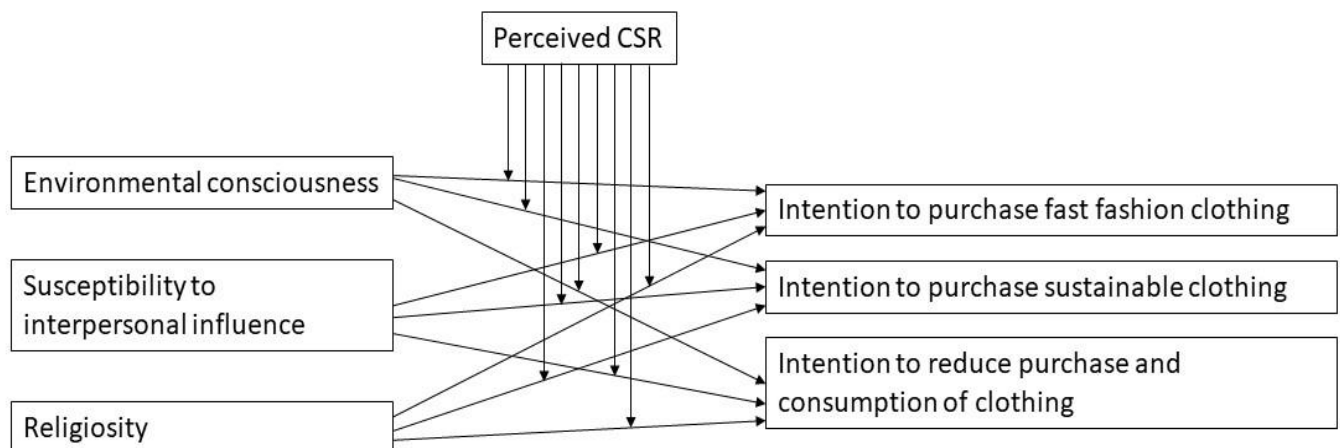 Perceived CSR
Environmental consciousness
Susceptibility to
interpersonal influence
Religiosity
Intention to purchase fast fashion clothing
Intention to purchase sustainable clothing
Intention to reduce purchase and
consumption of clothing